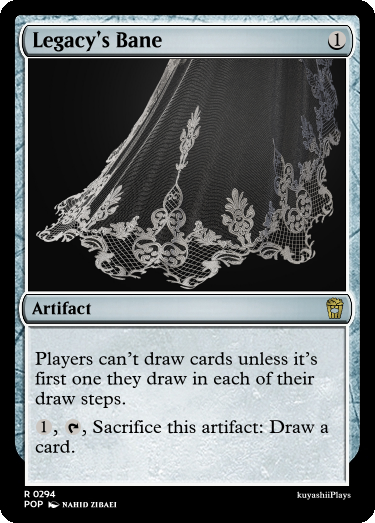 Legacy's Bane 1
Artifact
Players can't draw cards unless it's
first one they draw in each of their
draw steps.
1, , Sacrifice this artifact: Draw a
card.
R 0294
POP NAHID ZIBAEI
kuyashiiPlays